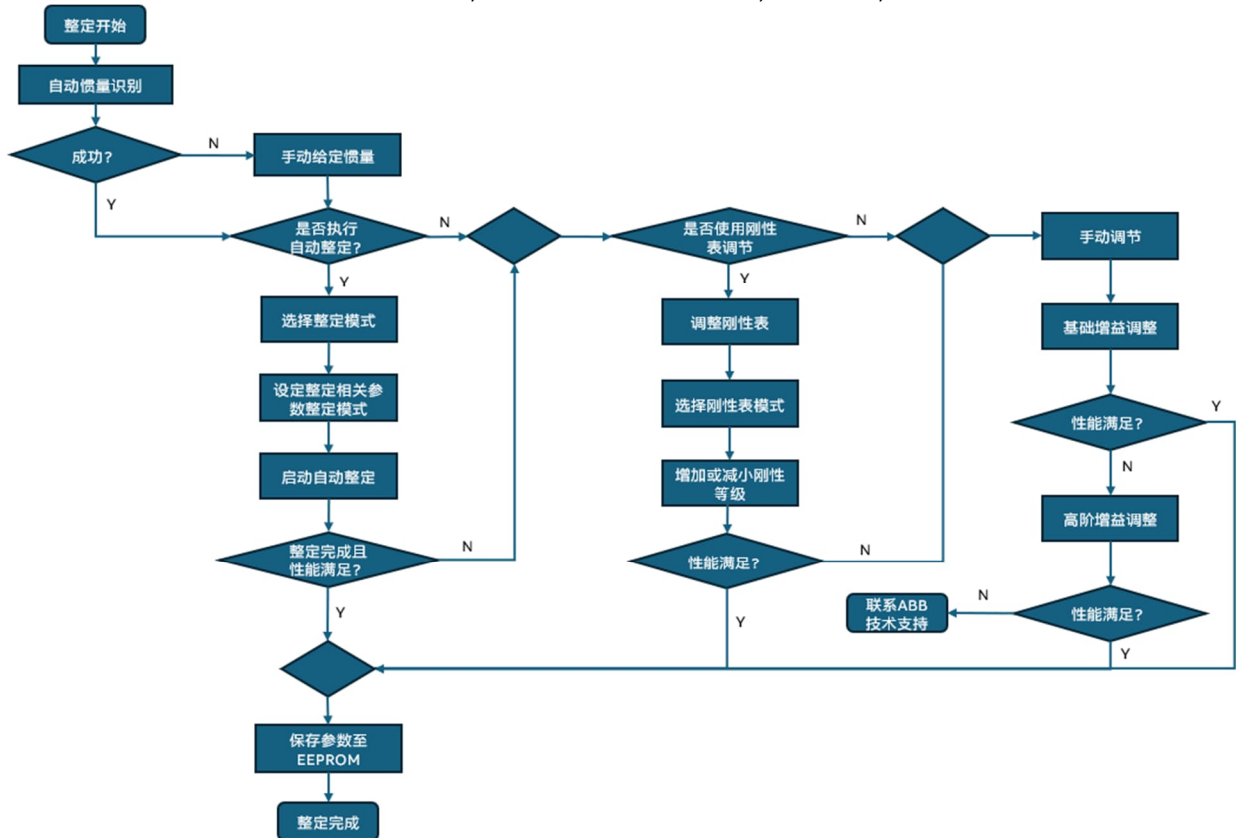 整定开始
自动惯量识别
成功?
N
手动给定惯量
Y
是否执行
自动整定?
N
是否使用刚性
表调节
N
手动调节
Y
选择整定模式
Y
调整刚性表
基础增益调整
设定整定相关参
数整定模式
选择刚性表模式
性能满足?
Y
启动自动整定
增加或减小刚性
等级
N
高阶增益调整
整定完成且
性能满足?
N
性能满足?
N
联系ABB
技术支持
N
性能满足?
Y
Y
Y
保存参数至
EEPROM
整定完成